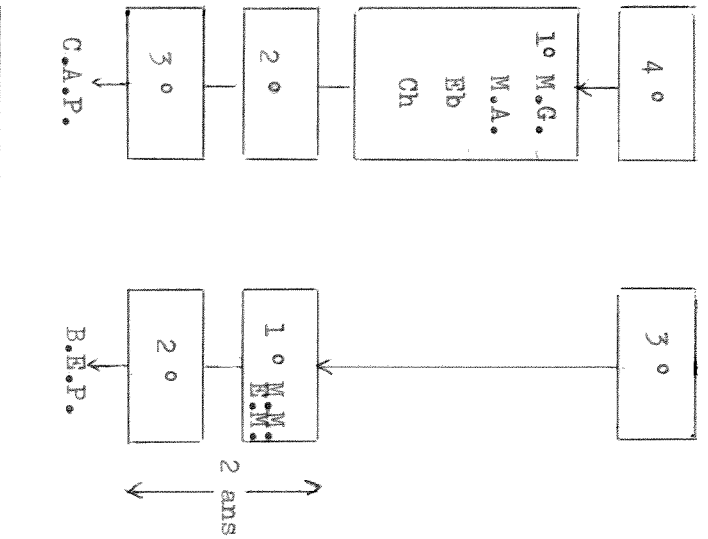 4°
1° M.G.
M.A.
Eb
Ch
2°
3°
C.A.P.
3°
1° M.M.
E.M.
2°
B.E.P.
2 ans